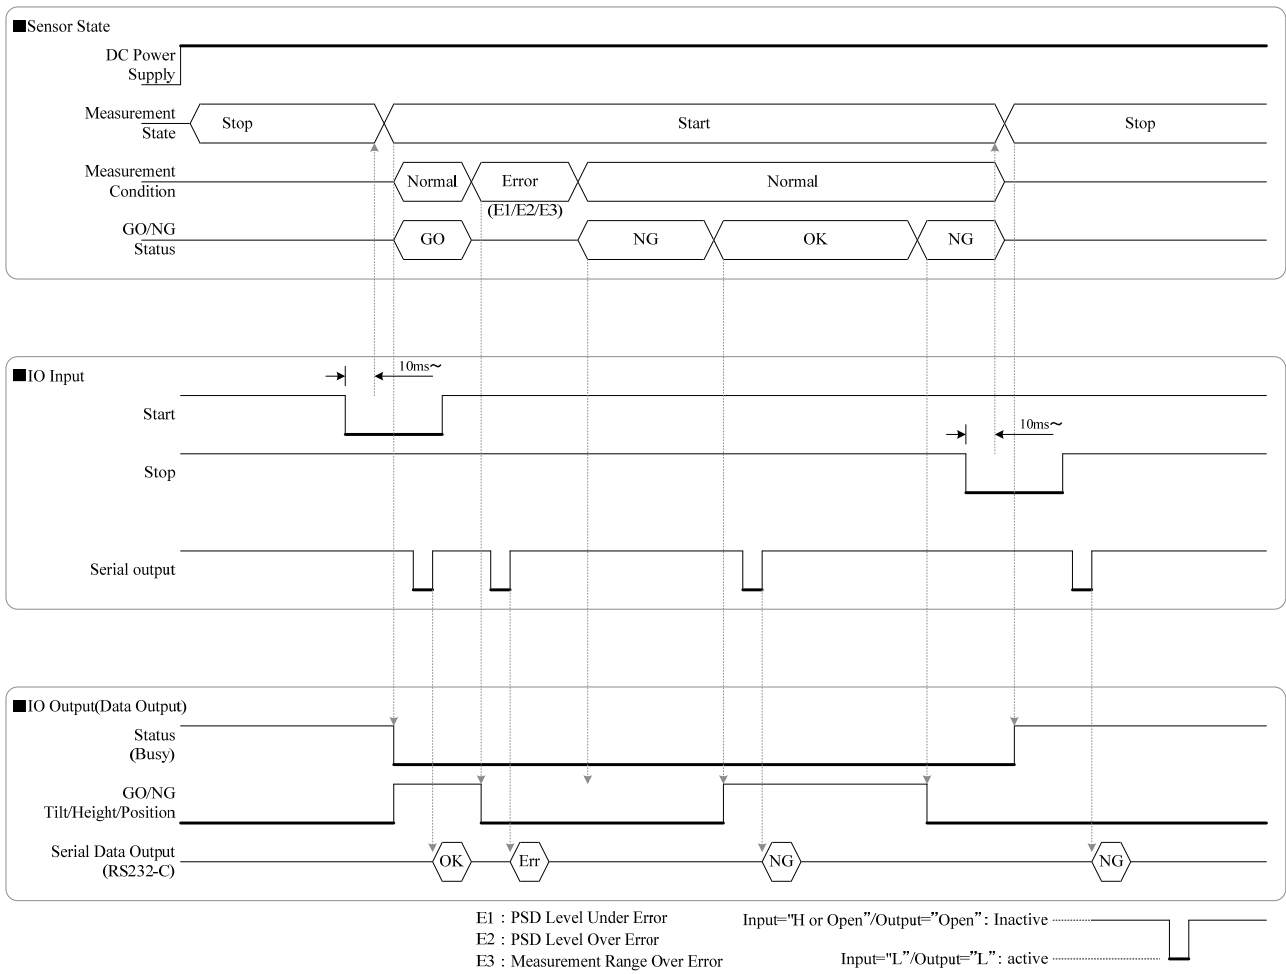 ■Sensor State
DC Power
Supply
Measurement
State
Stop
Start
Stop
Measurement
Condition
Normal
Error
(E1/E2/E3)
Normal
GO/NG
Status
GO
NG
OK
NG
■IO Input
10ms～
Start
10ms～
Stop
Serial output
■IO Output(Data Output)
Status
(Busy)
GO/NG
Tilt/Height/Position
Serial Data Output
(RS232-C)
OK
Err
NG
NG
E1 : PSD Level Under Error
E2 : PSD Level Over Error
E3 : Measurement Range Over Error
Input="H or Open”/Output=”Open” : Inactive
Input="L”/Output=”L” : active